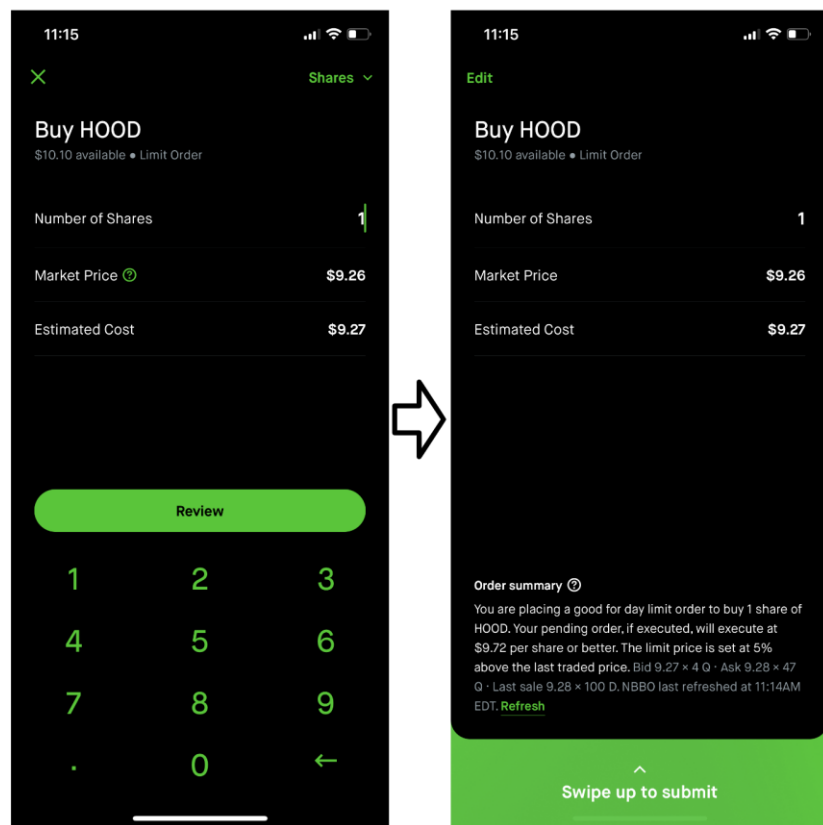 11:15
Shares
Buy HOOD
$10.10 available • Limit Order
Number of Shares 1
Market Price ? $9.26
Estimated Cost $9.27
Review
1 2 3
4 5 6
7 8 9
. 0 ←
11:15
Edit
Buy HOOD
$10.10 available • Limit Order
Number of Shares 1
Market Price $9.26
Estimated Cost $9.27
Order summary ?
You are placing a good for day limit order to buy 1 share of
HOOD. Your pending order, if executed, will execute at
$9.72 per share or better. The limit price is set at 5%
above the last traded price. Bid 9.27 × 4 Q · Ask 9.28 × 47
Q · Last sale 9.28 × 100 D. NBBO last refreshed at 11:14AM
EDT. Refresh
Swipe up to submit